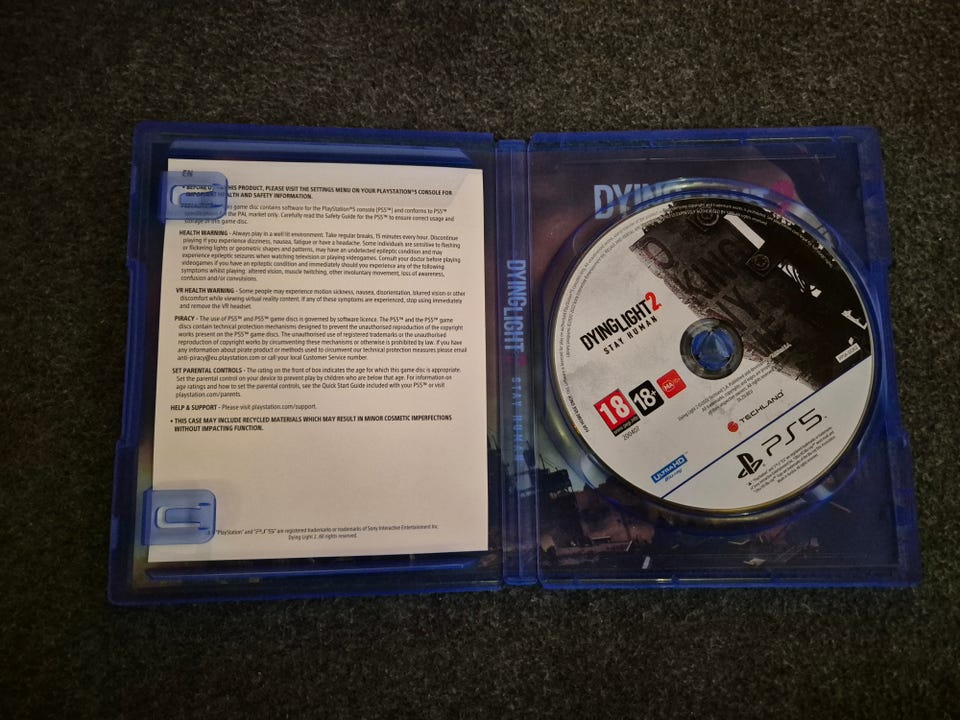 EN
HIS PRODUCT, PLEASE VISIT THE SETTINGS MENU ON YOUR PLAYSTATION®5 CONSOLE FOR
IMPORTANT HEALTH AND SAFETY INFORMATION.
game disc contains software for the PlayStation®5 console (PS5™) and conforms to PS5™
specifications for the PAL market only. Carefully read the Safety Guide for the PS5™ to ensure correct usage and
storage of this game disc.
HEALTH WARNING - Always play in a well lit environment. Take regular breaks, 15 minutes every hour. Discontinue
playing if you experience dizziness, nausea, fatigue or have a headache. Some individuals are sensitive to flashing
or flickering lights or geometric shapes and patterns, may have an undetected epileptic condition and may
experience epileptic seizures when watching television or playing videogames. Consult your doctor before playing
videogames if you have an epileptic condition and immediately should you experience any of the following
symptoms whilst playing: altered vision, muscle twitching, other involuntary movement, loss of awareness,
confusion and/or convulsions.
VR HEALTH WARNING - Some people may experience motion sickness, nausea, disorientation, blurred vision or other
discomfort while viewing virtual reality content. If any of these symptoms are experienced, stop using immediately
and remove the VR headset.
PIRACY - The use of PS5™ and PS5™ game discs is governed by software licence. The PS5™ and the PS5™ game
discs contain technical protection mechanisms designed to prevent the unauthorised reproduction of the copyright
works present on the PS5™ game discs. The unauthorised use of registered trademarks or the unauthorised
reproduction of copyright works by circumventing these mechanisms or otherwise is prohibited by law. If you have
any information about pirate product or methods used to circumvent our technical protection measures please email
anti-piracy@eu.playstation.com or call your local Customer Service number.
SET PARENTAL CONTROLS - The rating on the front of box indicates the age for which this game disc is appropriate.
Set the parental control on your device to prevent play by children who are below that age. For information on
age ratings and how to set the parental controls, see the Quick Start Guide included with your PS5™ or visit
playstation.com/parents.
HELP & SUPPORT - Please visit playstation.com/support.
• THIS CASE MAY INCLUDE RECYCLED MATERIALS WHICH MAY RESULT IN MINOR COSMETIC IMPERFECTIONS
WITHOUT IMPACTING FUNCTION.
"PlayStation" and "PS5" are registered trademarks or trademarks of Sony Interactive Entertainment Inc.
Dying Light 2. All rights reserved.
DYING LIGHT
STAY HUMAN
DYING LIGHT 2
DYING LIGHT 2
STAY HUMAN
18
18+
MA15+
TECHLAND
ULTRA HD
Blu-ray
PS5